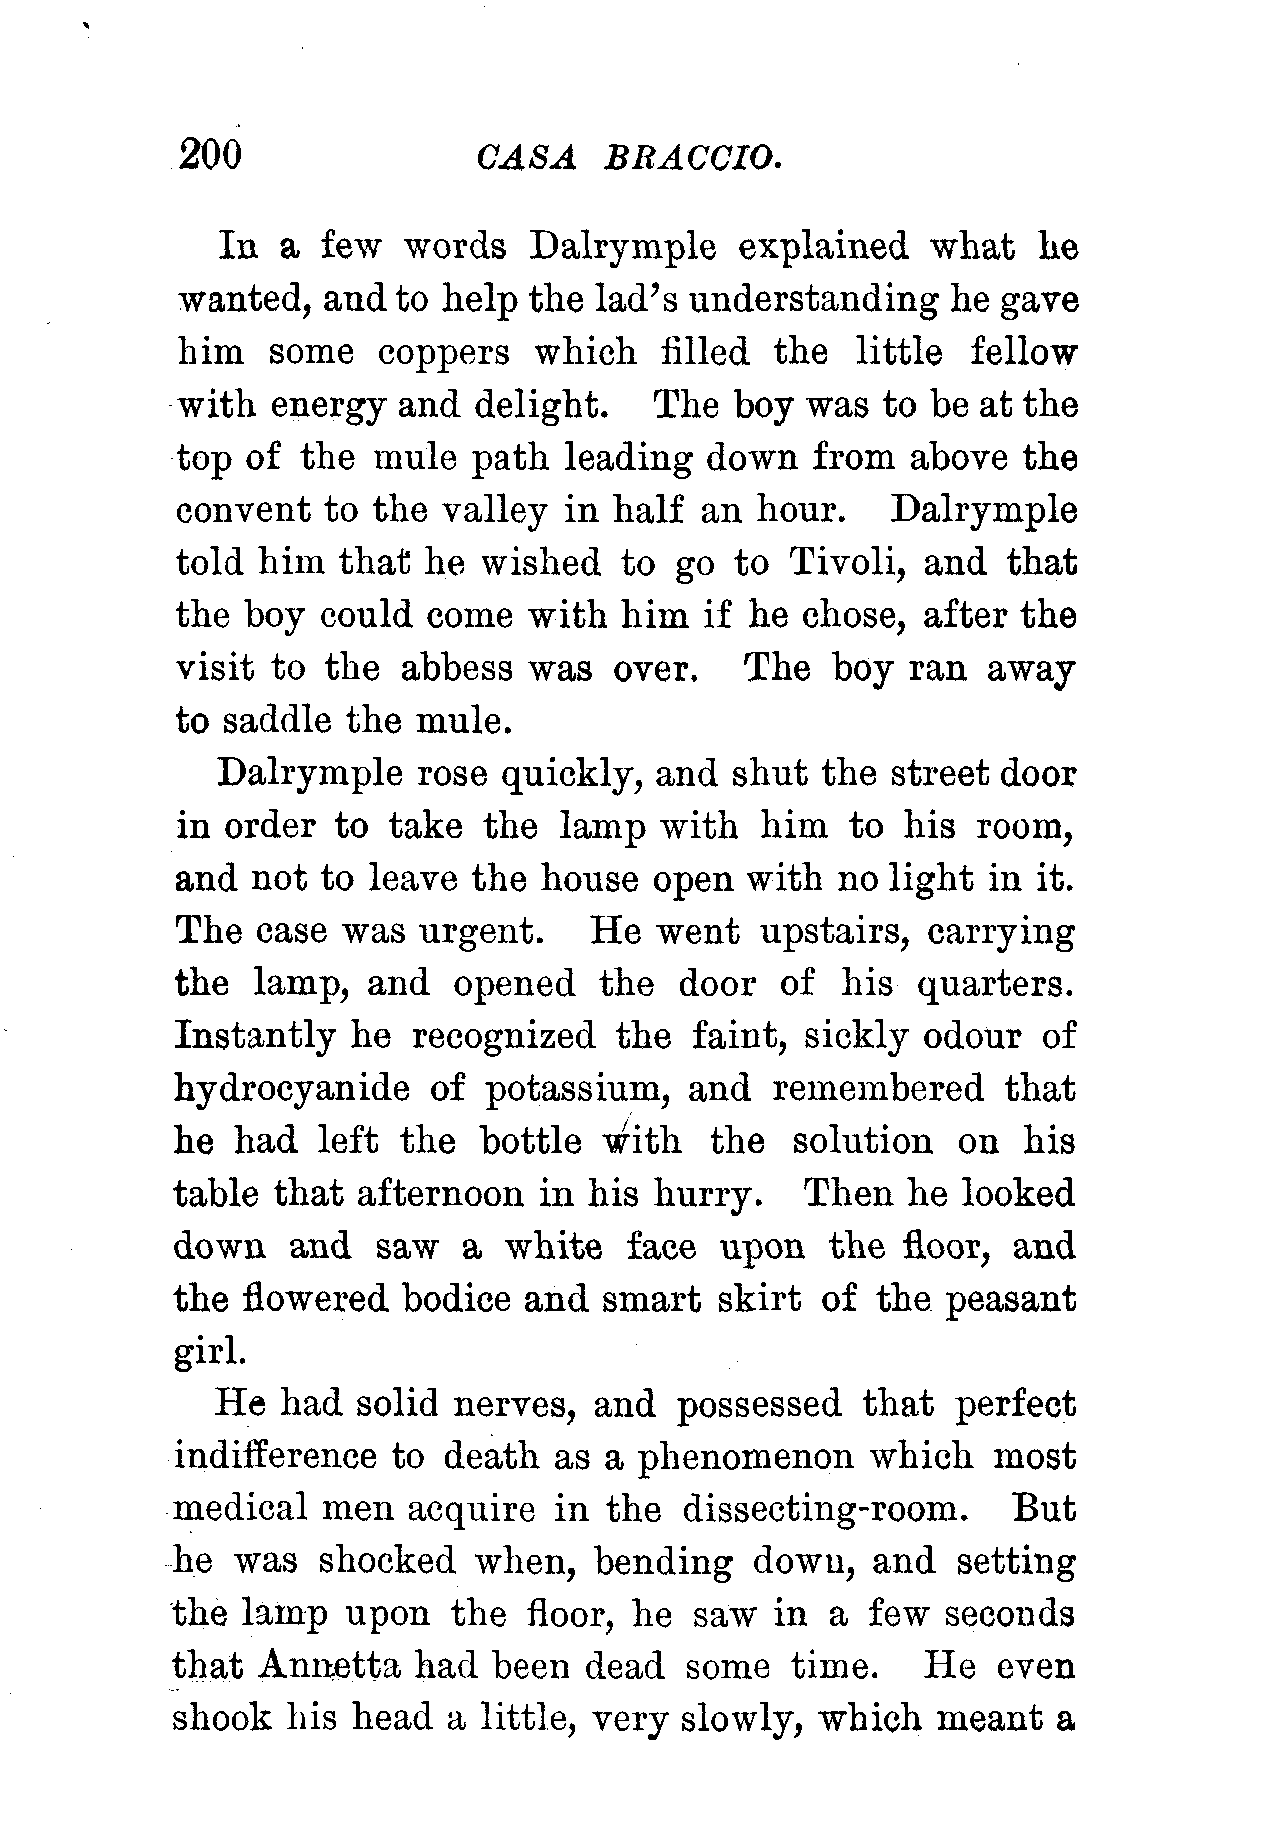 200 CASA BRACCIO.
In a few words Dalrymple explained what he
wanted, and to help the lad's understanding he gave
him some coppers which filled the little fellow
with energy and delight. The boy was to be at the
top of the mule path leading down from above the
convent to the valley in half an hour. Dalrymple
told him that he wished to go to Tivoli, and that
the boy could come with him if he chose, after the
visit to the abbess was over. The boy ran away
to saddle the mule.
Dalrymple rose quickly, and shut the street door
in order to take the lamp with him to his room,
and not to leave the house open with no light in it.
The case was urgent. He went upstairs, carrying
the lamp, and opened the door of his quarters.
Instantly he recognized the faint, sickly odour of
hydrocyanide of potassium, and remembered that
he had left the bottle with the solution on his
table that afternoon in his hurry. Then he looked
down and saw a white face upon the floor, and
the flowered bodice and smart skirt of the peasant
girl.
He had solid nerves, and possessed that perfect
indifference to death as a phenomenon which most
medical men acquire in the dissecting-room. But
he was shocked when, bending down, and setting
the lamp upon the floor, he saw in a few seconds
that Annetta had been dead some time. He even
shook his head a little, very slowly, which meant a